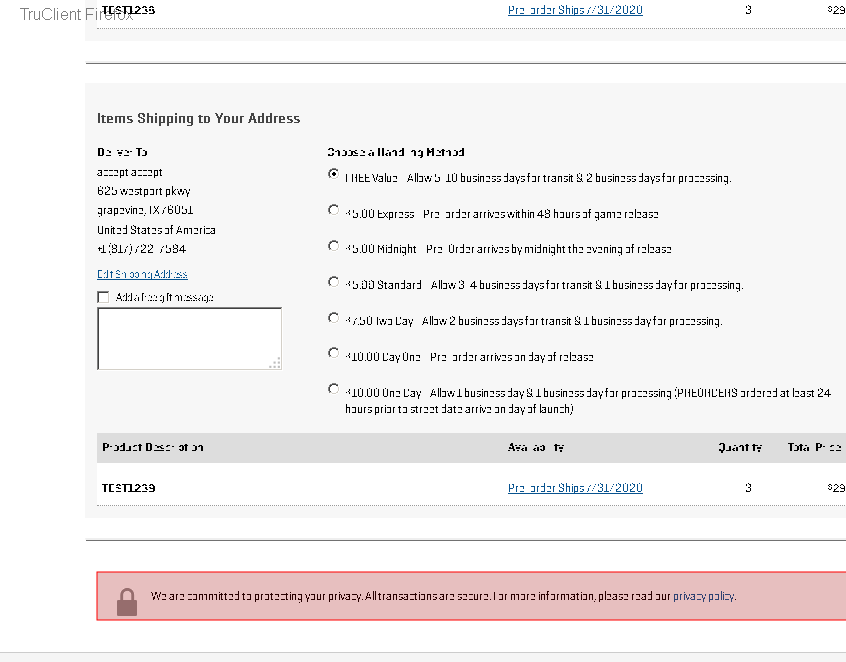 TruClient Firefox
TEST1239 Pre-order Ships 7/31/2020 3 $29
Items Shipping to Your Address
Deliver To
accept accept
625 westport pkwy
grapevine, TX 76051
United States of America
+1 (817) 722-7584
Edit Shipping Address
Add a free gift message
Choose a Handling Method
FREE Value - Allow 5-10 business days for transit & 2 business days for processing.
$5.00 Express - Pre-order arrives within 48 hours of game release
$5.00 Midnight - Pre-Order arrives by midnight the evening of release
$5.00 Standard - Allow 3-4 business days for transit & 1 business day for processing.
$7.50 Two Day - Allow 2 business days for transit & 1 business day for processing.
$10.00 Day One - Pre-order arrives on day of release
$10.00 One Day - Allow 1 business day & 1 business day for processing (PREORDERS ordered at least 24
hours prior to street date arrive on day of launch)
Product Description Availability Quantity Total Price
TEST1239 Pre-order Ships 7/31/2020 3 $29
We are committed to protecting your privacy. All transactions are secure. For more information, please read our privacy policy.